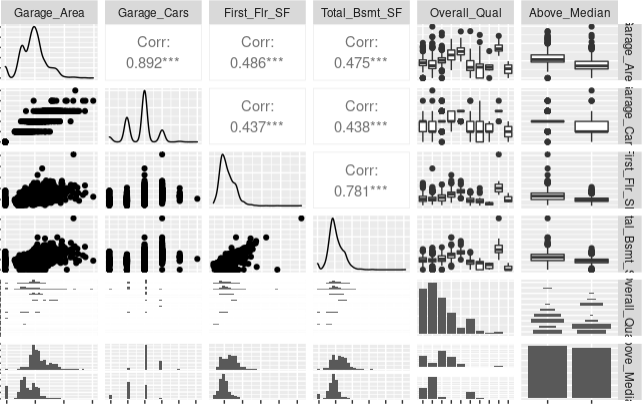 Garage_Area Garage_Cars First_Flr_SF Total_Bsmt_SF Overall_Qual Above_Median
Corr: Corr: Corr:
0.892*** 0.486*** 0.475***
Corr: Corr:
0.437*** 0.438***
Corr:
0.781***